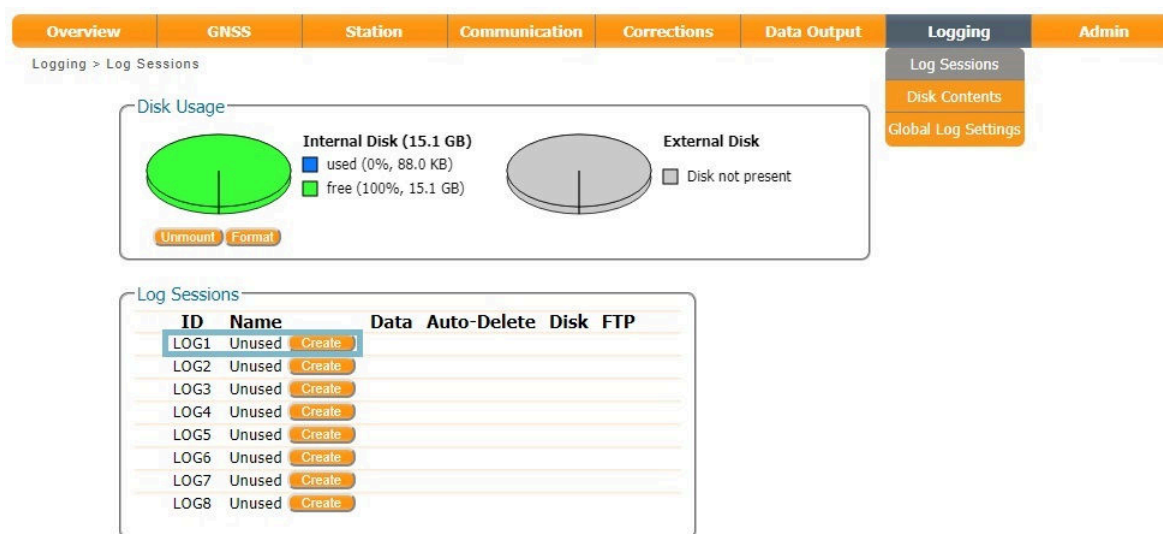 Overview GNSS Station Communication Corrections Data Output Logging Admin
Logging > Log Sessions
Log Sessions
Disk Contents
Global Log Settings
Disk Usage
Internal Disk (15.1 GB)
used (0%, 88.0 KB)
free (100%, 15.1 GB)
Unmount Format
External Disk
Disk not present
Log Sessions
ID Name Data Auto-Delete Disk FTP
LOG1 Unused Create
LOG2 Unused Create
LOG3 Unused Create
LOG4 Unused Create
LOG5 Unused Create
LOG6 Unused Create
LOG7 Unused Create
LOG8 Unused Create